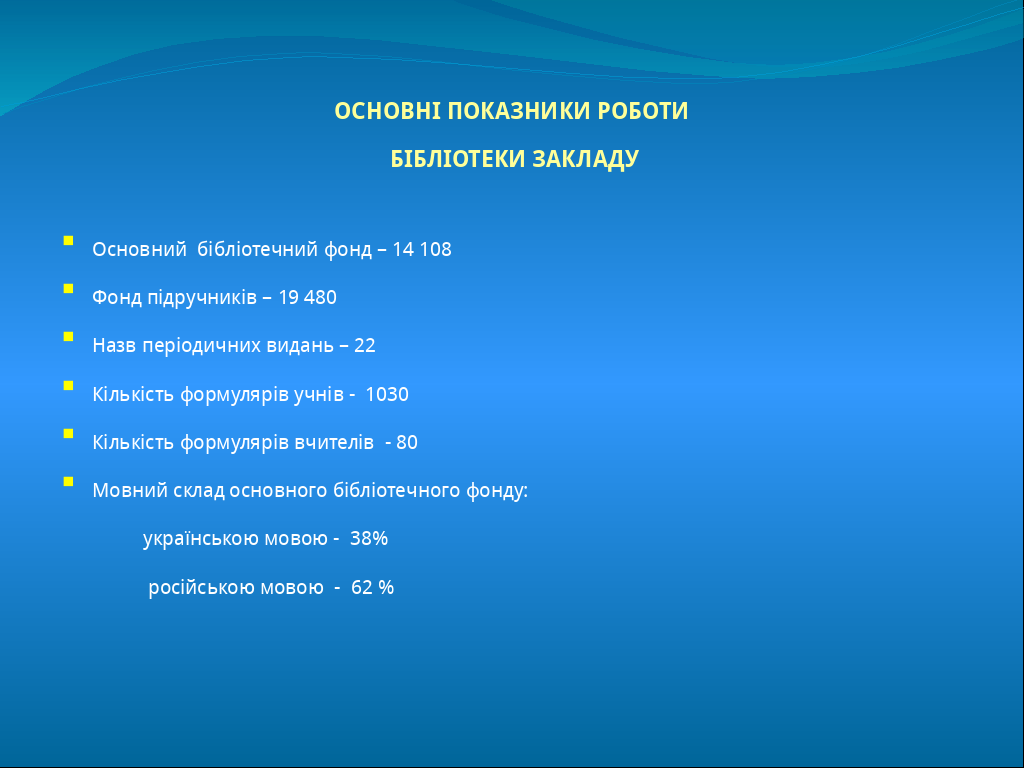 ОСНОВНІ ПОКАЗНИКИ РОБОТИ
БІБЛІОТЕКИ ЗАКЛАДУ
Основний  бібліотечний фонд – 14 108
Фонд підручників – 19 480
Назв періодичних видань – 22
Кількість формулярів учнів -  1030
Кількість формулярів вчителів  - 80
Мовний склад основного бібліотечного фонду:
українською мовою -  38%
російською мовою  -  62 %